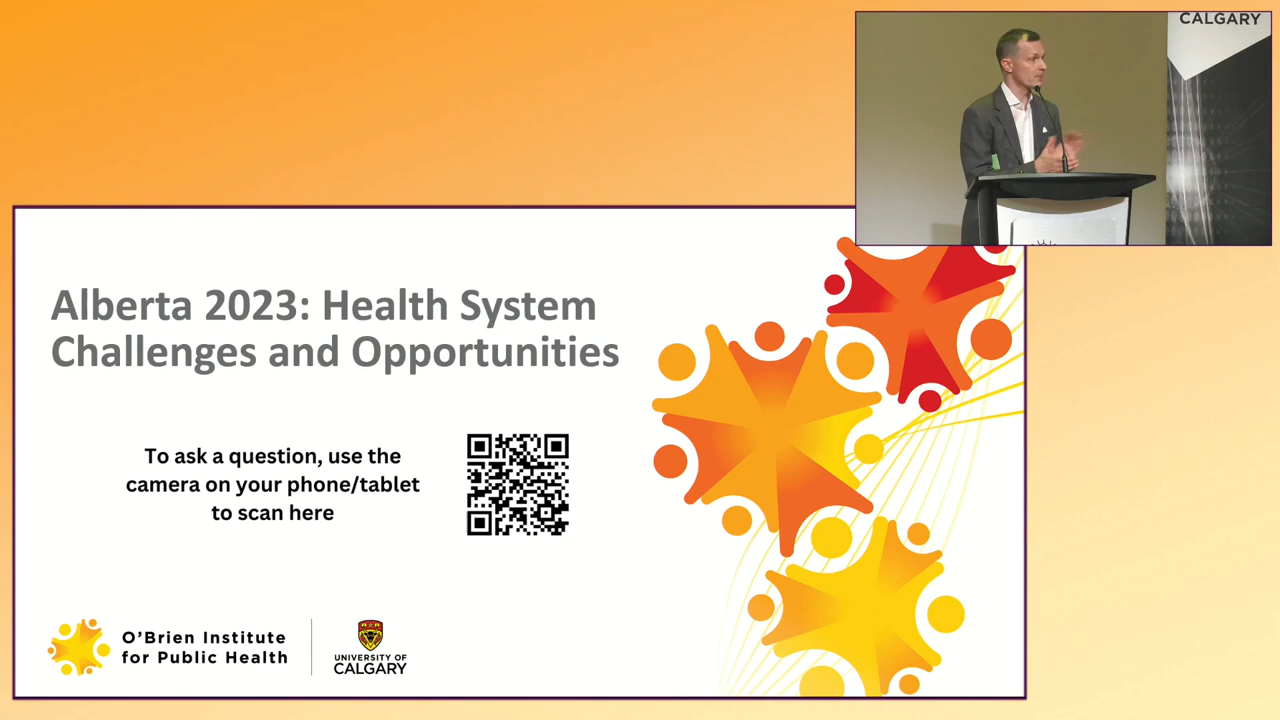 CALGARY
Alberta 2023: Health System
Challenges and Opportunities
To ask a question, use the
camera on your phone/tablet
to scan here
O'Brien Institute
for Public Health
UNIVERSITY OF
CALGARY